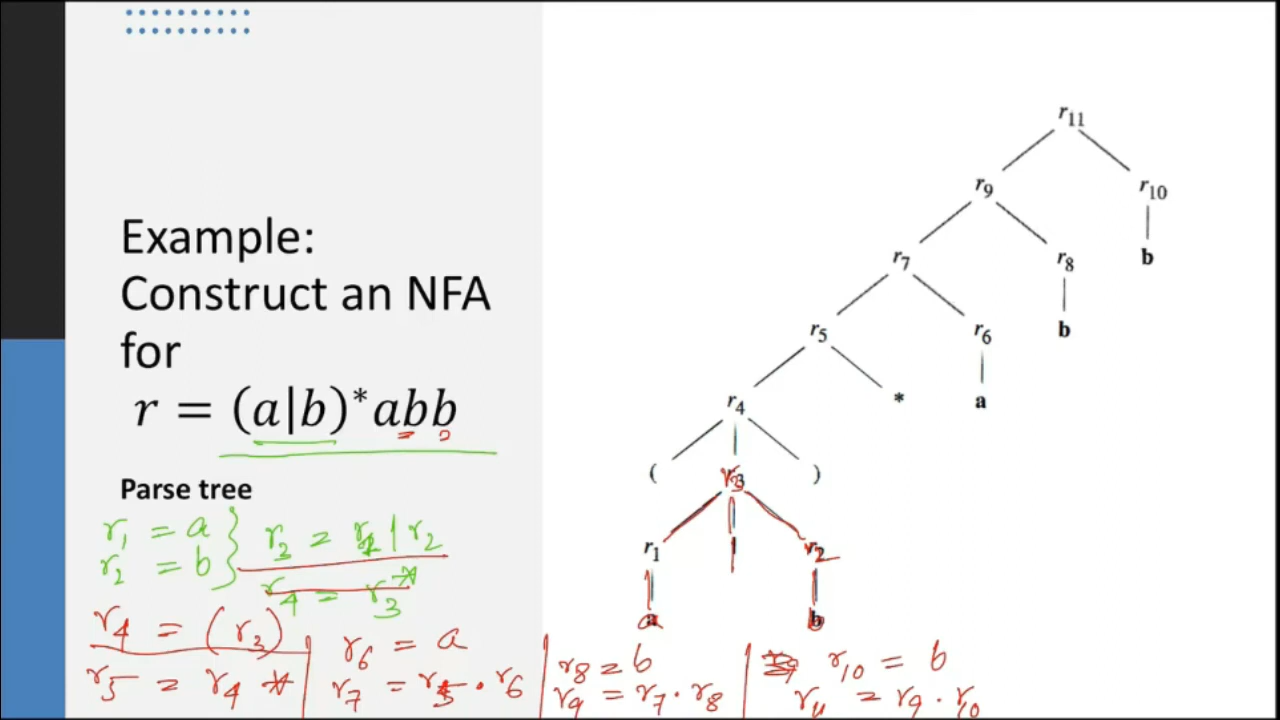 Example:
Construct an NFA
for
r = (a|b)*abb
Parse tree
r1 = a
r2 = b
r3 = r1 | r2
r4 = r3*
r4 = (r3)
r5 = r4 *
r6 = a
r7 = r5 . r6
r8 = b
r9 = r7 . r8
r10 = b
r11 = r9 . r10
r11
r9 r10
r7 r8 b
r5 r6 b
r4 * a
( r3 )
r1 | r2
a b